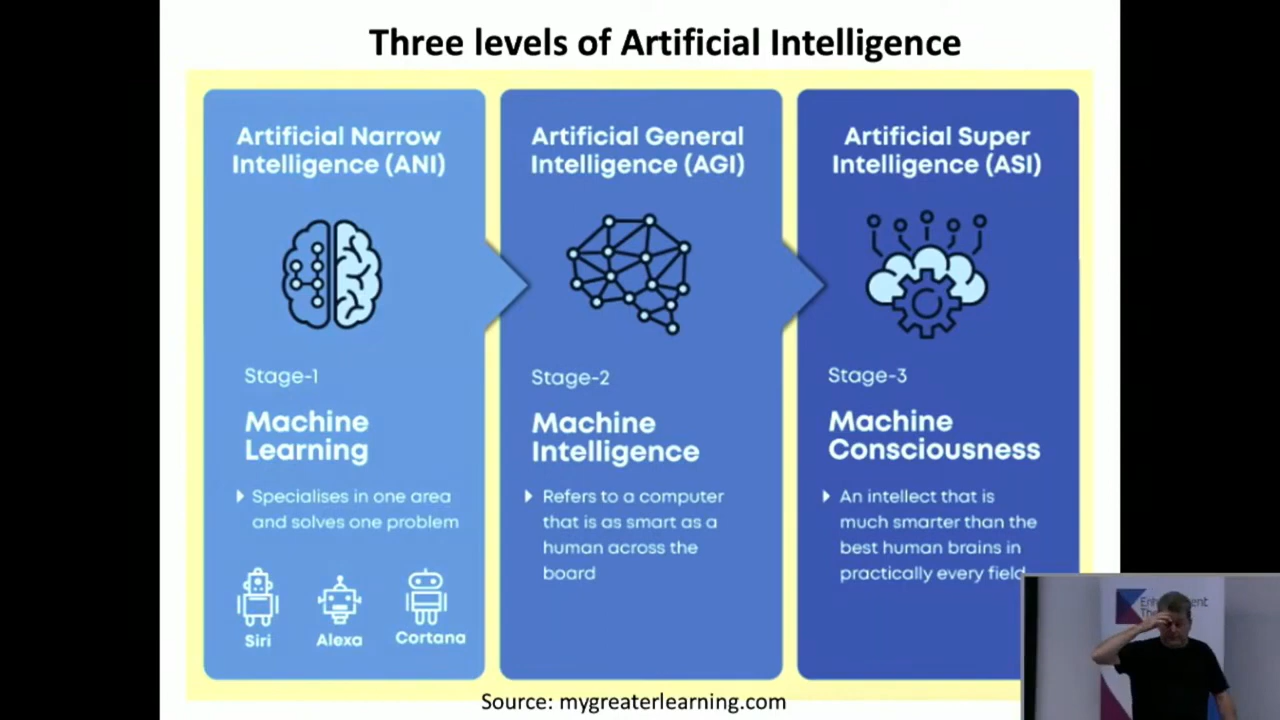 Three levels of Artificial Intelligence
Artificial Narrow
Intelligence (ANI)
Stage-1
Machine
Learning
Specialises in one area
and solves one problem
Siri
Alexa
Cortana
Artificial General
Intelligence (AGI)
Stage-2
Machine
Intelligence
Refers to a computer
that is as smart as a
human across the
board
Artificial Super
Intelligence (ASI)
Stage-3
Machine
Consciousness
An intellect that is
much smarter than the
best human brains in
practically every field
Source: mygreaterlearning.com